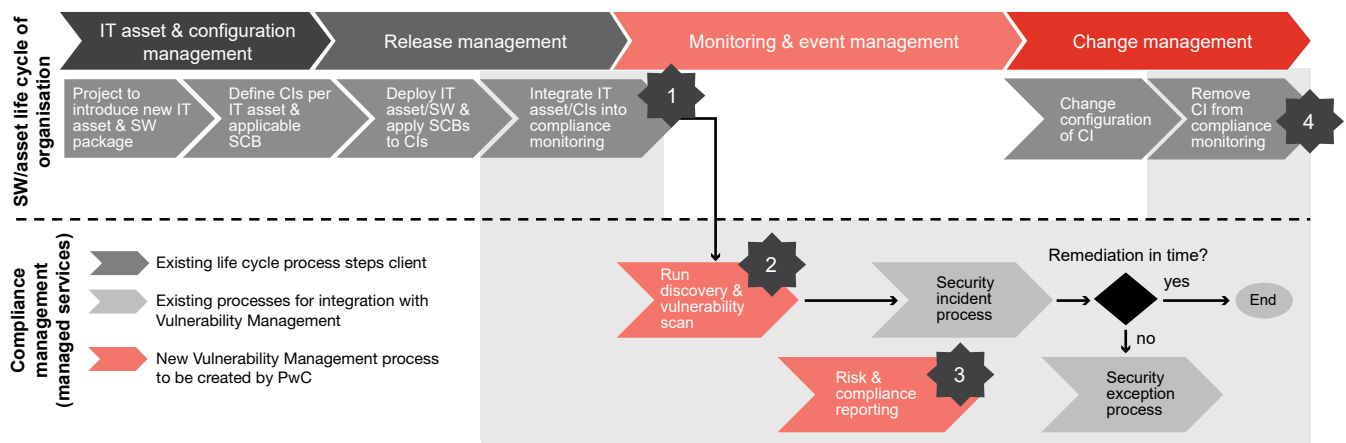 SW/asset life cycle of
organisation
IT asset & configuration
management
Release management
Monitoring & event management
Change management
Project to
introduce new IT
asset & SW
package
Define CIs per
IT asset &
applicable
SCB
Deploy IT
asset/SW &
apply SCBs
to CIs
Integrate IT
asset/CIs into
compliance
monitoring
1
Change
configuration
of CI
Remove
CI from
compliance
monitoring
4
Compliance
management
(managed services)
Existing life cycle process steps client
Existing processes for integration with
Vulnerability Management
New Vulnerability Management process
to be created by PwC
Run
discovery &
vulnerability
scan
2
Security
incident
process
Remediation in time?
yes
End
no
Risk &
compliance
reporting
3
Security
exception
process